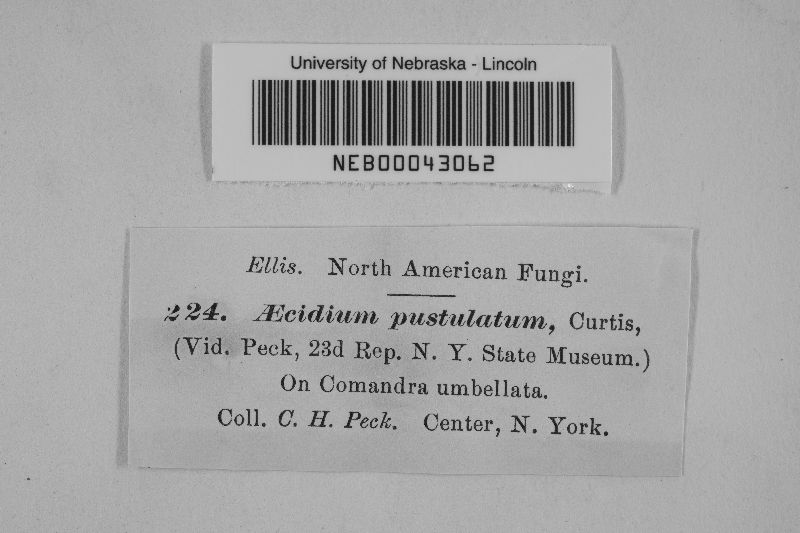 University of Nebraska - Lincoln
NEB00043062
Ellis. North American Fungi.
224. Æcidium pustulatum, Curtis,
(Vid. Peck, 23d Rep. N. Y. State Museum.)
On Comandra umbellata.
Coll. C. H. Peck. Center, N. York.